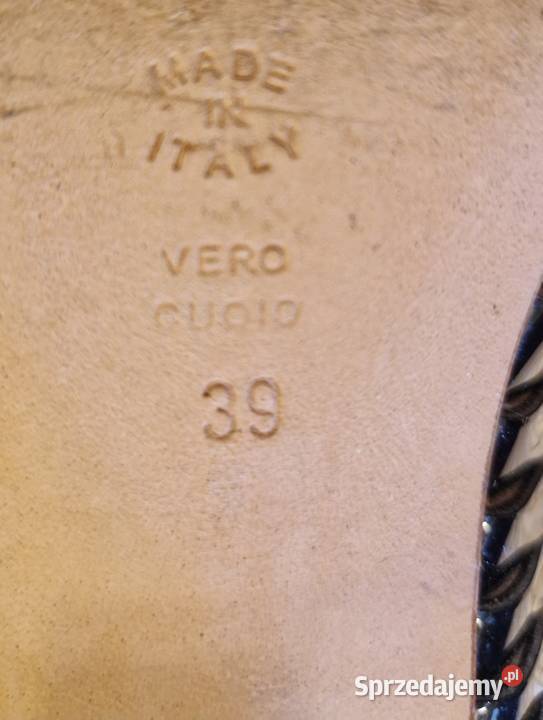 MADE
IN
ITALY
VERO
CUOIO
39
Sprzedajemy.pl